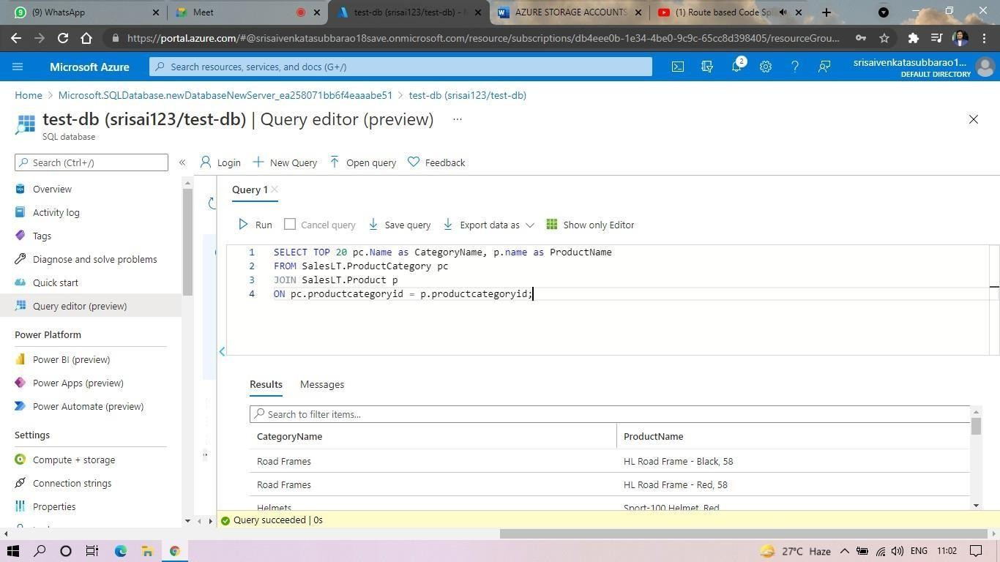 (9) WhatsApp
Meet
test-db (srisai123/test-db) -
AZURE STORAGE ACCOUNTS
(1) Route based Code Spl
https://portal.azure.com/#@srisaivenkatasubbarao18save.onmicrosoft.com/resource/subscriptions/db4eee0b-1e34-4be0-9c9c-65cc8d398405/resourceGrou...
Microsoft Azure
Search resources, services, and docs (G+/)
2
srisaivenkatasubbarao1...
DEFAULT DIRECTORY
Home > Microsoft.SQLDatabase.newDatabaseNewServer_ea258071bb6f4eaaabe51 > test-db (srisai123/test-db)
test-db (srisai123/test-db) | Query editor (preview) ...
SQL database
Search (Ctrl+/)
«
Login
New Query
Open query
Feedback
Overview
Activity log
Tags
Diagnose and solve problems
Quick start
Query editor (preview)
Power Platform
Power BI (preview)
Power Apps (preview)
Power Automate (preview)
Settings
Compute + storage
Connection strings
Properties
Query 1
Run
Cancel query
Save query
Export data as
Show only Editor
1 SELECT TOP 20 pc.Name as CategoryName, p.name as ProductName
2 FROM SalesLT.ProductCategory pc
3 JOIN SalesLT.Product p
4 ON pc.productcategoryid = p.productcategoryid;
Results Messages
Search to filter items...
CategoryName ProductName
Road Frames HL Road Frame - Black, 58
Road Frames HL Road Frame - Red, 58
Helmets Sport-100 Helmet, Red
Query succeeded | 0s
27°C Haze
ENG
11:02